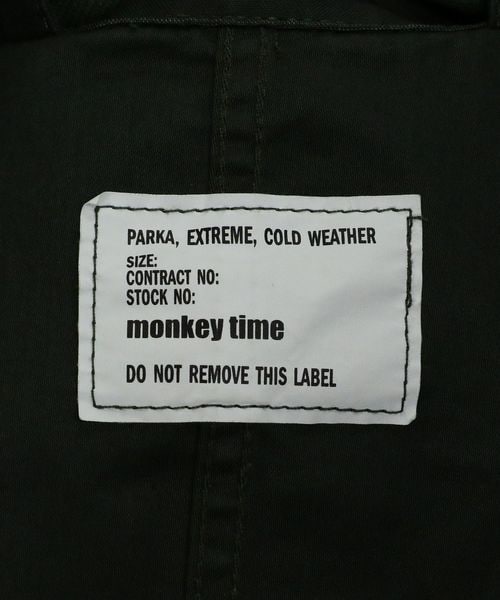 PARKA, EXTREME, COLD WEATHER
SIZE:
CONTRACT NO:
STOCK NO:
monkey time
DO NOT REMOVE THIS LABEL